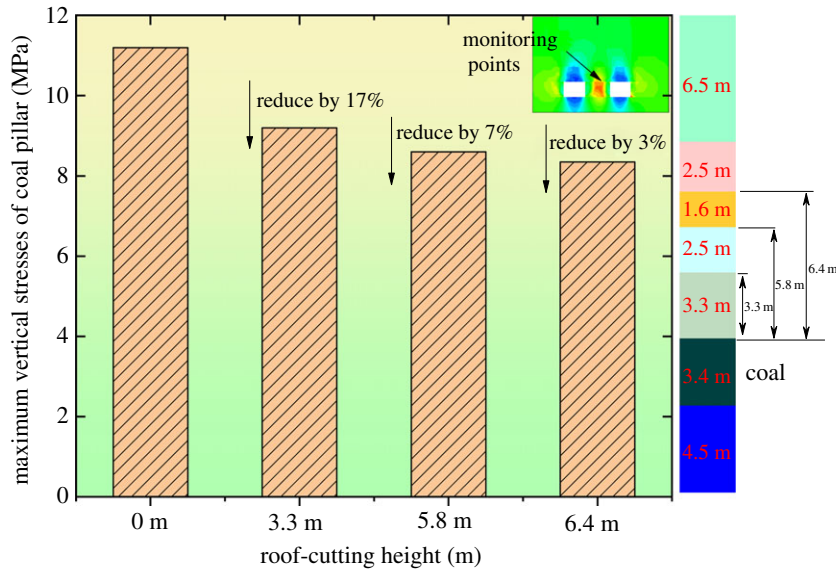 maximum vertical stresses of coal pillar (MPa)
12
10
8
6
4
2
0
monitoring
points
reduce by 17%
reduce by 7%
reduce by 3%
0 m
3.3 m
5.8 m
6.4 m
roof-cutting height (m)
6.5 m
2.5 m
1.6 m
2.5 m
3.3 m
3.4 m
4.5 m
3.3 m
5.8 m
6.4 m
coal